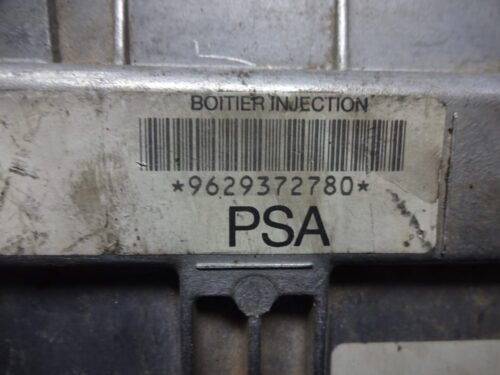 BOITIER INJECTION
*9629372780*
PSA